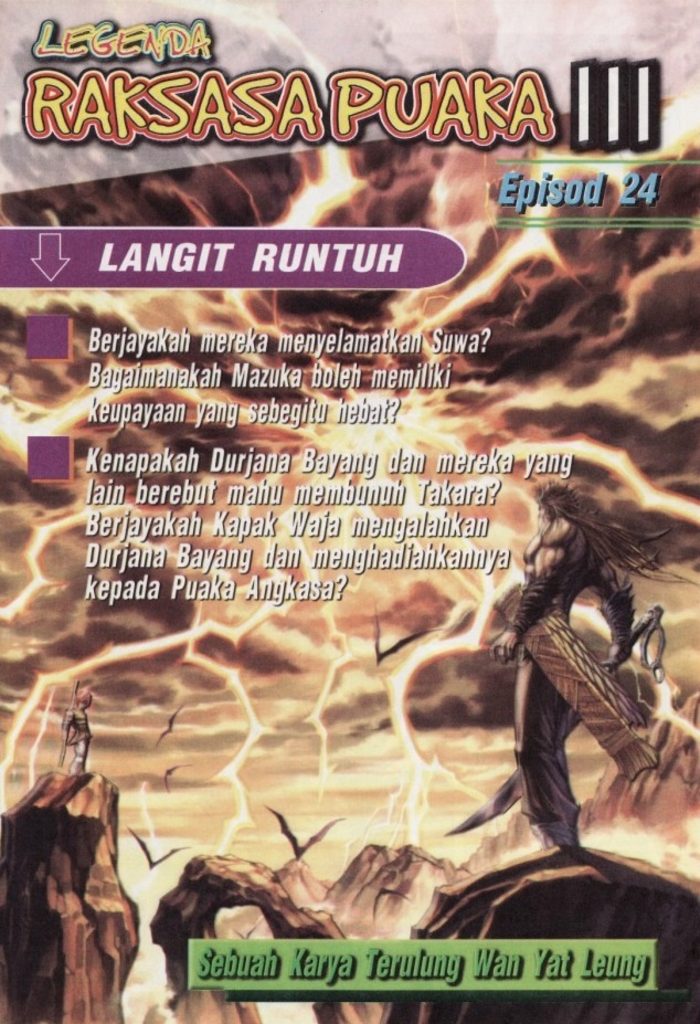 LEGENDA
RAKSASA PUAKA III
Episod 24
LANGIT RUNTUH
Berjayakah mereka menyelamatkan Suwa?
Bagaimanakah Mazuka boleh memiliki
keupayaan yang sebegitu hebat?
Kenapakah Durjana Bayang dan mereka yang
lain berebut mahu membunuh Takara?
Berjayakah Kapak Waja mengalahkan
Durjana Bayang dan menghadiahkannya
kepada Puaka Angkasa?
Sebuah Karya Terulung Wan Yat Leung